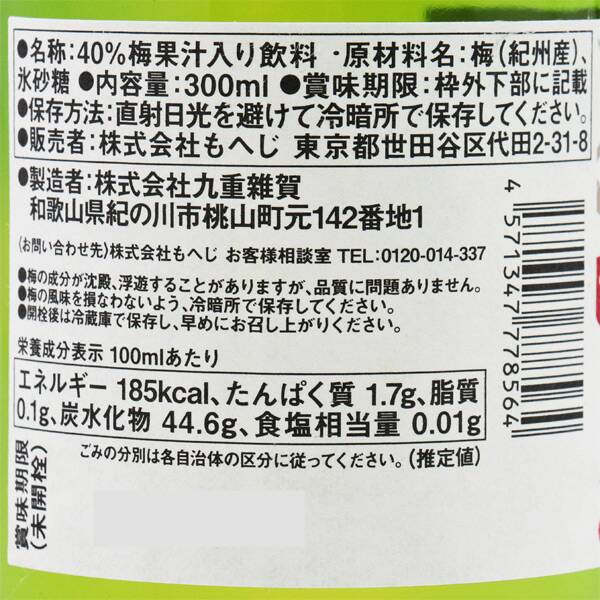 ●名称:40%梅果汁入り飲料 ・原材料名:梅(紀州産)、
氷砂糖 ●内容量:300ml ●賞味期限:枠外下部に記載
●保存方法:直射日光を避けて冷暗所で保存してください。
●販売者:株式会社もへじ 東京都世田谷区代田2-31-8
●製造者:株式会社九重雜賀
和歌山県紀の川市桃山町元142番地1
〈お問い合わせ先〉株式会社もへじ お客様相談室 TEL:0120-014-337
●梅の成分が沈殿、浮遊することがありますが、品質に問題ありません。
●梅の風味を損なわないよう、冷暗所で保存してください。
●開栓後は冷蔵庫で保存し、早めにお召し上がりください。
栄養成分表示 100mlあたり
エネルギー 185kcal、たんぱく質 1.7g、脂質
0.1g、炭水化物 44.6g、食塩相当量 0.01g
ごみの分別は各自治体の区分に従ってください。(推定値)
賞味期限
(未開栓)
4 571347 778564